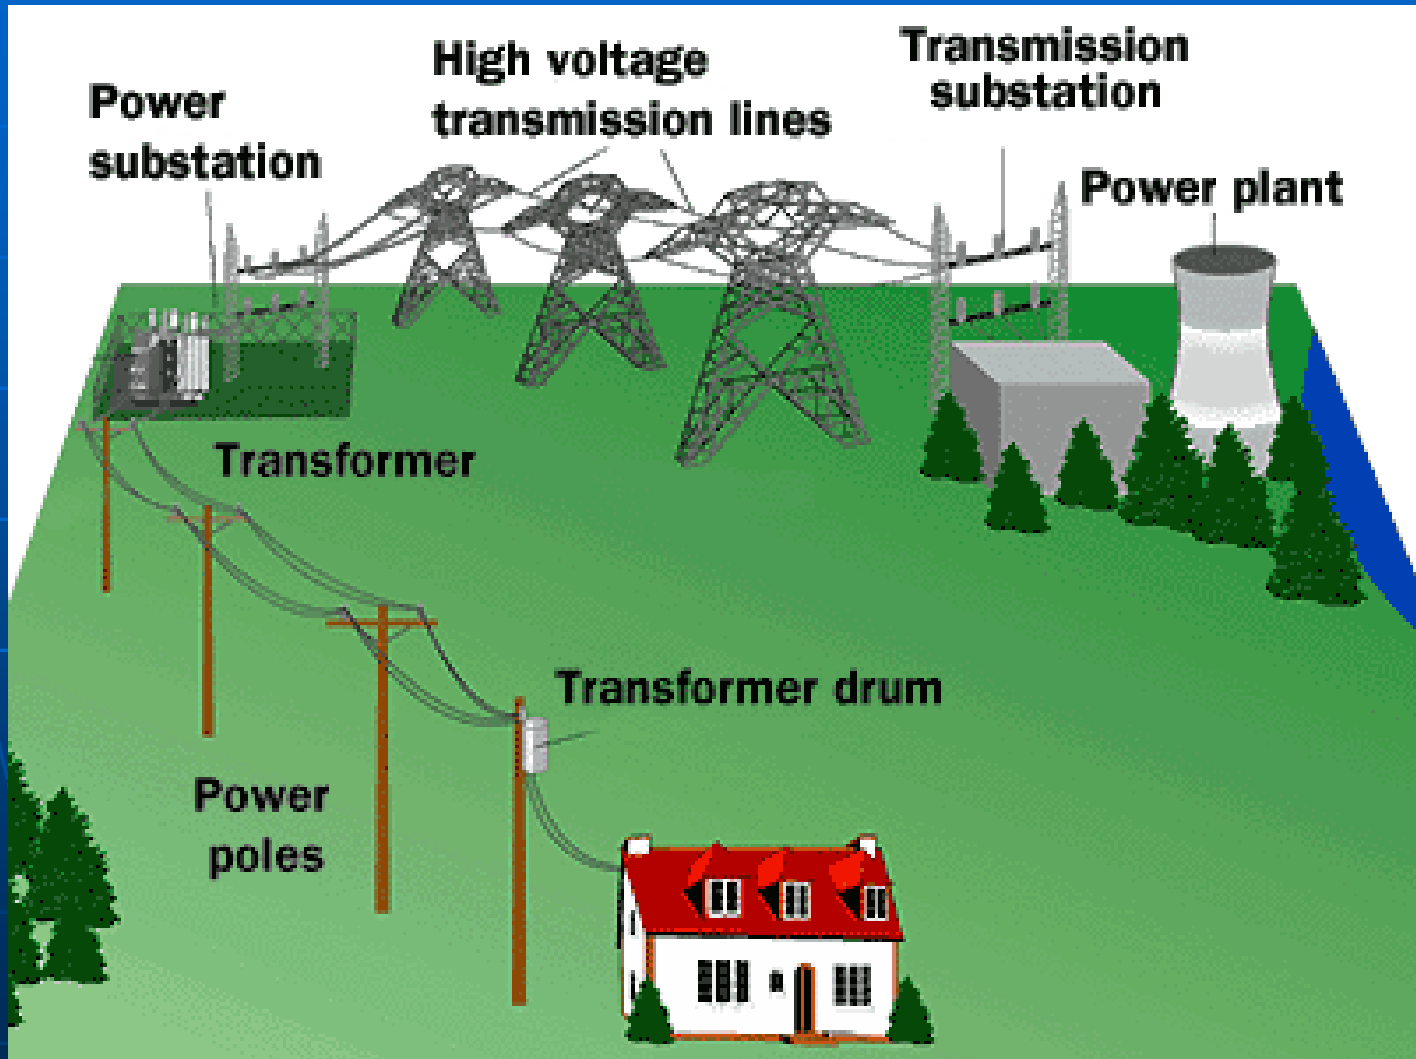 High voltage
transmission lines
Transmission
substation
Power
substation
Power plant
Transformer
Transformer drum
Power
poles